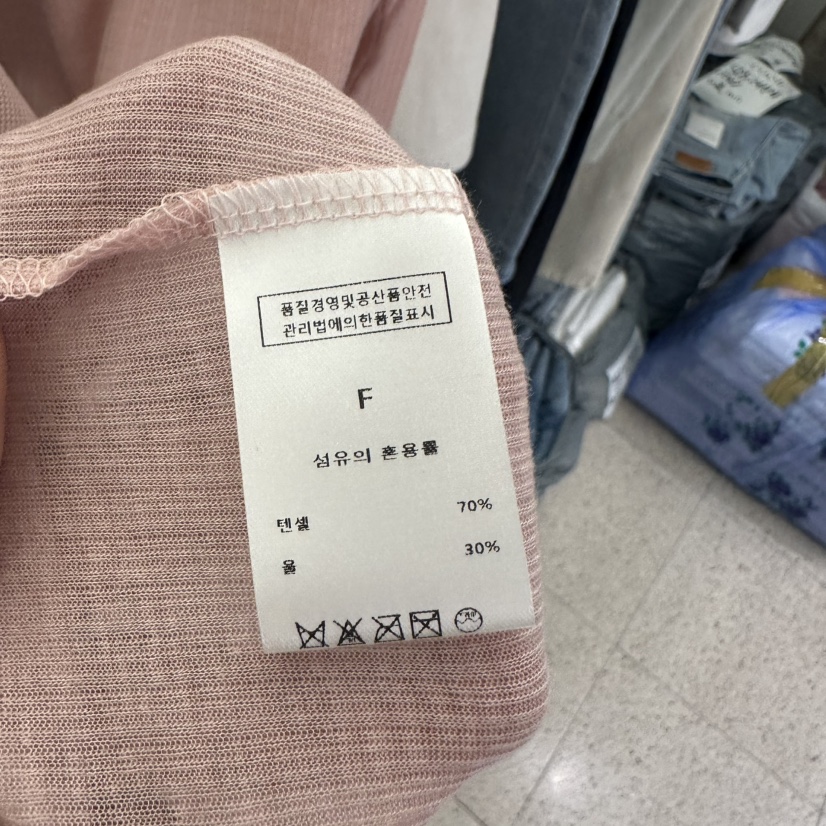 품질경영및공산품안전
관리법에의한품질표시
F
섬유의 혼용률
텐셀 70%
울 30%